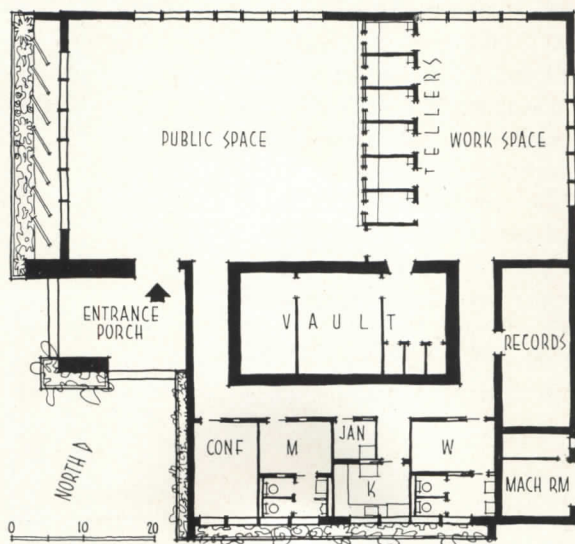 PUBLIC SPACE
TELLERS
WORK SPACE
ENTRANCE
PORCH
VAULT
RECORDS
CONF
M
JAN
K
W
MACH RM
NORTH
0 10 20